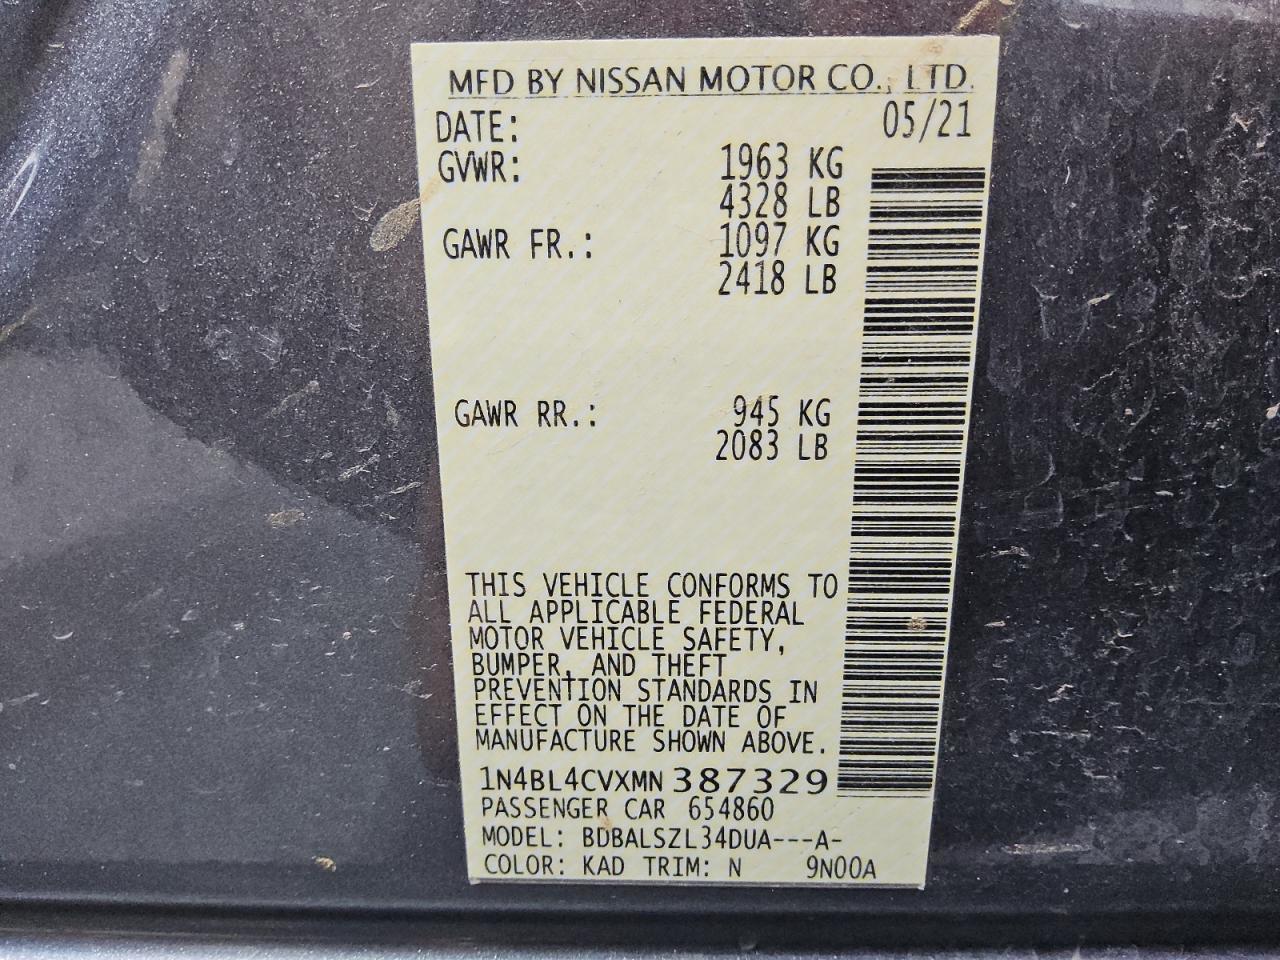 MFD BY NISSAN MOTOR CO., LTD.
DATE: 05/21
GVWR: 1963 KG
4328 LB
GAWR FR.: 1097 KG
2418 LB
GAWR RR.: 945 KG
2083 LB
THIS VEHICLE CONFORMS TO
ALL APPLICABLE FEDERAL
MOTOR VEHICLE SAFETY,
BUMPER, AND THEFT
PREVENTION STANDARDS IN
EFFECT ON THE DATE OF
MANUFACTURE SHOWN ABOVE.
1N4BL4CVXMN387329
PASSENGER CAR 654860
MODEL: BDBALSZL34DUA---A-
COLOR: KAD TRIM: N 9N00A